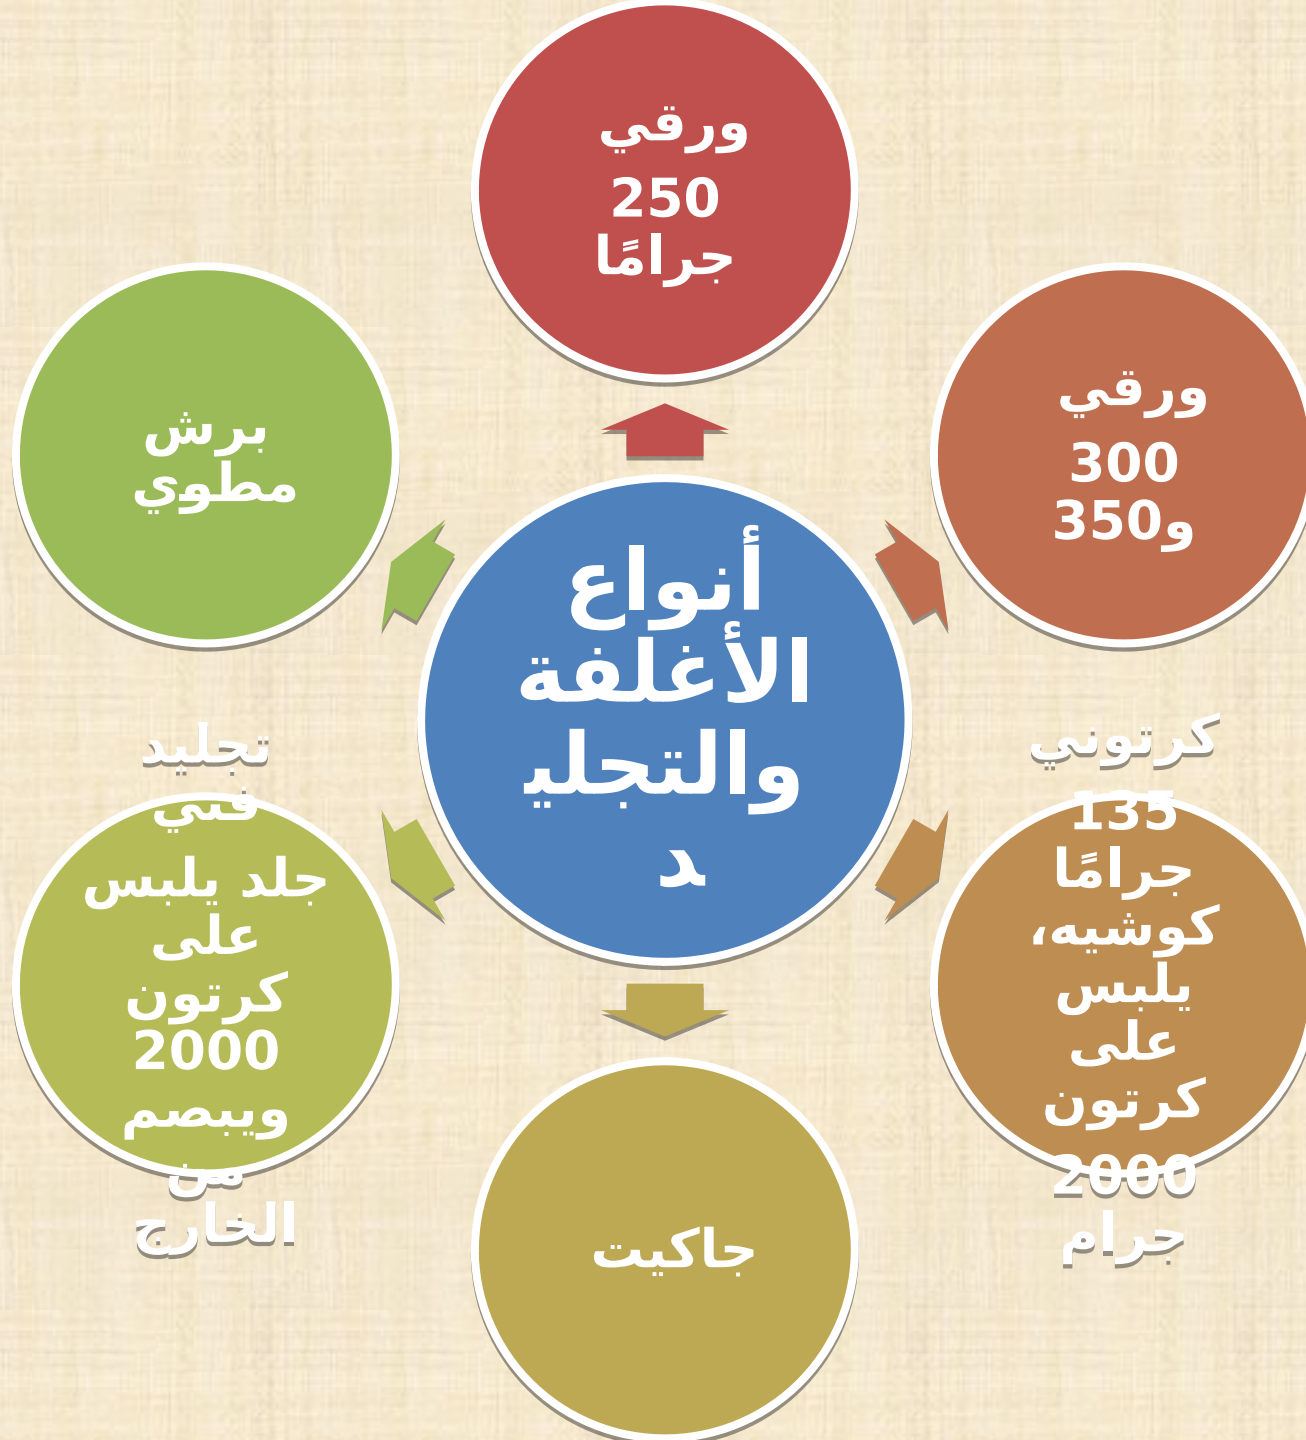 ورقي
250
جرامًا
ورقي
300
و350
كرتوني
135
جرامًا
كوشيه،
يلبس
على
كرتون
2000
جرام
جاكيت
تجليد
فني
جلد يلبس
على
كرتون
2000
ويبصم
من
الخارج
برش
مطوي
أنواع
الأغلفة
والتجلي
د